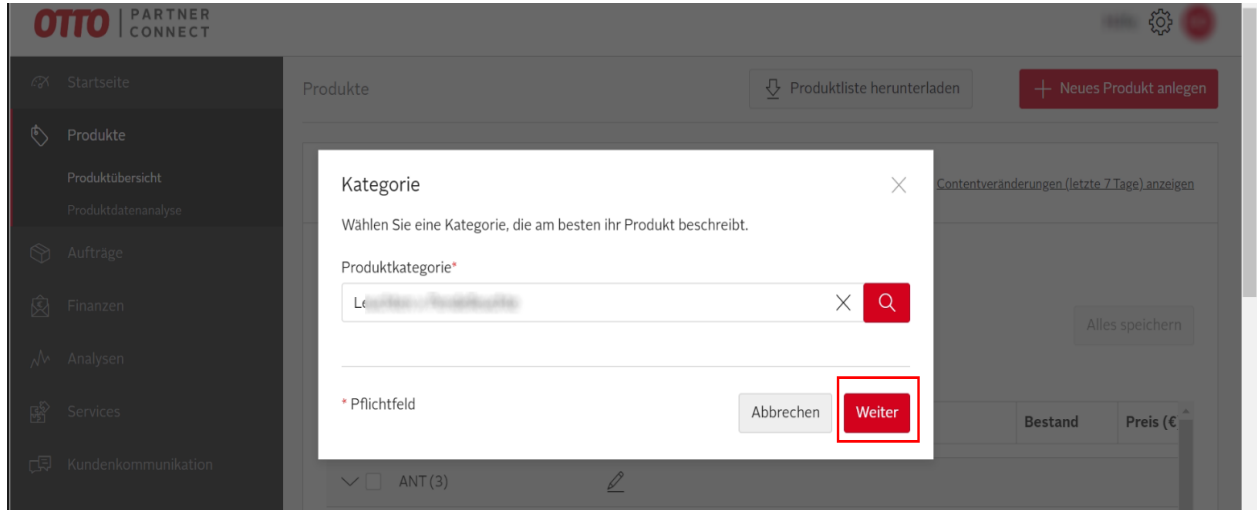 OTTO PARTNER
CONNECT
Startseite
Produkte
Produktübersicht
Produktdatenanalyse
Aufträge
Finanzen
Analysen
Services
Kundenkommunikation
Produkte
Produktliste herunterladen
Neues Produkt anlegen
Contentveränderungen (letzte 7 Tage) anzeigen
Kategorie
Wählen Sie eine Kategorie, die am besten ihr Produkt beschreibt.
Produktkategorie*
Alles speichern
* Pflichtfeld
Abbrechen
Weiter
Bestand
Preis (€
ANT (3)